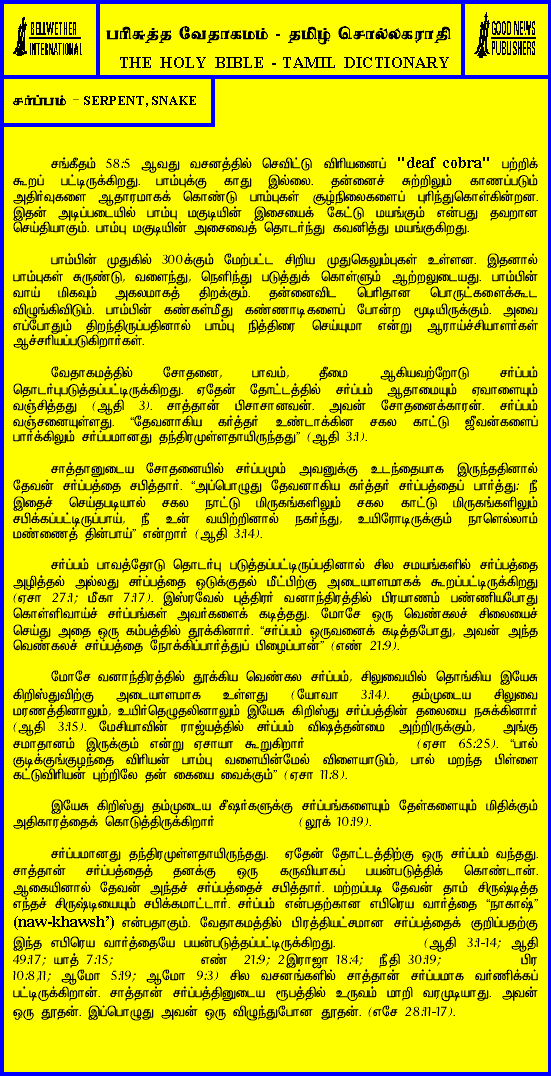 BELLWETHER
INTERNATIONAL
பரிசுத்த வேதாகமம் - தமிழ் சொல்லகராதி
THE HOLY BIBLE - TAMIL DICTIONARY
GOOD NEWS
PUBLISHERS
சர்ப்பம் – SERPENT, SNAKE
சங்கீதம் 58:5 ஆவது வசனத்தில் செவிட்டு விரியனைப் "deaf cobra" பற்றிக்
கூறப் பட்டிருக்கிறது. பாம்புக்கு காது இல்லை. தன்னைச் சுற்றிலும் காணப்படும்
அதிர்வுகளை ஆதாரமாகக் கொண்டு பாம்புகள் சூழ்நிலைகளைப் புரிந்துகொள்கின்றன.
இதன் அடிப்படையில் பாம்பு மகுடியின் இசையைக் கேட்டு மயங்கும் என்பது தவறான
செய்தியாகும். பாம்பு மகுடியின் அசைவைத் தொடர்ந்து கவனித்து மயங்குகிறது.
பாம்பின் முதுகில் 300க்கும் மேற்பட்ட சிறிய முதுகெலும்புகள் உள்ளன. இதனால்
பாம்புகள் சுருண்டு, வளைந்து, நெளிந்து படுத்துக் கொள்ளும் ஆற்றலுடையது. பாம்பின்
வாய் மிகவும் அகலமாகத் திறக்கும். தன்னைவிட பெரிதான பொருட்களைக்கூட
விழுங்கிவிடும். பாம்பின் கண்கள்மீது கண்ணாடிகளைப் போன்ற மூடியிருக்கும். அவை
எப்போதும் திறந்திருப்பதினால் பாம்பு நித்திரை செய்யுமா என்று ஆராய்ச்சியாளர்கள்
ஆச்சரியப்படுகிறார்கள்.
வேதாகமத்தில் சோதனை, பாவம், தீமை ஆகியவற்றோடு சர்ப்பம்
தொடர்புபடுத்தப்பட்டிருக்கிறது. ஏதேன் தோட்டத்தில் சர்ப்பம் ஆதாமையும் ஏவாளையும்
வஞ்சித்தது (ஆதி 3). சாத்தான் பிசாசானவன். அவன் சோதனைக்காரன். சர்ப்பம்
வஞ்சனையுள்ளது. “தேவனாகிய கர்த்தர் உண்டாக்கின சகல காட்டு ஜீவன்களைப்
பார்க்கிலும் சர்ப்பமானது தந்திரமுள்ளதாயிருந்தது” (ஆதி 3:1).
சாத்தானுடைய சோதனையில் சர்ப்பமும் அவனுக்கு உடந்தையாக இருந்ததினால்
தேவன் சர்ப்பத்தை சபித்தார். “அப்பொழுது தேவனாகிய கர்த்தர் சர்ப்பத்தைப் பார்த்து: நீ
இதைச் செய்தபடியால் சகல நாட்டு மிருகங்களிலும் சகல காட்டு மிருகங்களிலும்
சபிக்கப்பட்டிருப்பாய், நீ உன் வயிற்றினால் நகர்ந்து, உயிரோடிருக்கும் நாளெல்லாம்
மண்ணைத் தின்பாய்” என்றார் (ஆதி 3:14).
சர்ப்பம் பாவத்தோடு தொடர்பு படுத்தப்பட்டிருப்பதினால் சில சமயங்களில் சர்ப்பத்தை
அழித்தல் அல்லது சர்ப்பத்தை ஒடுக்குதல் மீட்பிற்கு அடையாளமாகக் கூறப்பட்டிருக்கிறது
(ஏசா 27:1; மீகா 7:17). இஸ்ரவேல் புத்திரர் வனாந்திரத்தில் பிரயாணம் பண்ணியபோது
கொள்ளிவாய்ச் சர்ப்பங்கள் அவர்களைக் கடித்தது. மோசே ஒரு வெண்கலச் சிலையைச்
செய்து அதை ஒரு கம்பத்தில் தூக்கினார். “சர்ப்பம் ஒருவனைக் கடித்தபோது, அவன் அந்த
வெண்கலச் சர்ப்பத்தை நோக்கிப்பார்த்துப் பிழைப்பான்” (எண் 21:9).
மோசே வனாந்திரத்தில் தூக்கிய வெண்கல சர்ப்பம், சிலுவையில் தொங்கிய இயேசு
கிறிஸ்துவிற்கு அடையாளமாக உள்ளது (யோவா 3:14). தம்முடைய சிலுவை
மரணத்தினாலும், உயிர்தெழுதலினாலும் இயேசு கிறிஸ்து சர்ப்பத்தின் தலையை நசுக்கினார்
(ஆதி 3:15). மேசியாவின் ராஜ்யத்தில் சர்ப்பம் விஷத்தன்மை அற்றிருக்கும், அங்கு
சமாதானம் இருக்கும் என்று ஏசாயா கூறுகிறார் (ஏசா 65:25). “பால்
குடிக்குங்குழந்தை விரியன் பாம்பு வளையின்மேல் விளையாடும், பால் மறந்த பிள்ளை
கட்டுவிரியன் புற்றிலே தன் கையை வைக்கும்” (ஏசா 11:8).
இயேசு கிறிஸ்து தம்முடைய சீஷர்களுக்கு சர்ப்பங்களையும் தேள்களையும் மிதிக்கும்
அதிகாரத்தைக் கொடுத்திருக்கிறார் (லூக் 10:19).
சர்ப்பமானது தந்திரமுள்ளதாயிருந்தது. ஏதேன் தோட்டத்திற்கு ஒரு சர்ப்பம் வந்தது.
சாத்தான் சர்ப்பத்தைத் தனக்கு ஒரு கருவியாகப் பயன்படுத்திக் கொண்டான்.
ஆகையினால் தேவன் அந்தச் சர்ப்பத்தைச் சபித்தார். மற்றப்படி தேவன் தாம் சிருஷ்டித்த
எந்தச் சிருஷ்டியையும் சபிக்கமாட்டார். சர்ப்பம் என்பதற்கான எபிரெய வார்த்தை “நாகாஷ்”
(naw-khawsh’) என்பதாகும். வேதாகமத்தில் பிரத்தியட்சமான சர்ப்பத்தைக் குறிப்பதற்கு
இந்த எபிரெய வார்த்தையே பயன்படுத்தப்பட்டிருக்கிறது. (ஆதி 3:1-14; ஆதி
49:17; யாத் 7:15; எண் 21:9; 2இராஜா 18:4; நீதி 30:19; பிர
10:8,11; ஆமோ 5:19; ஆமோ 9:3) சில வசனங்களில் சாத்தான் சர்ப்பமாக வர்ணிக்கப்
பட்டிருக்கிறான். சாத்தான் சர்ப்பத்தினுடைய ரூபத்தில் உருவம் மாறி வரமுடியாது. அவன்
ஒரு தூதன். இப்பொழுது அவன் ஒரு விழுந்துபோன தூதன். (எசே 28:11-17).